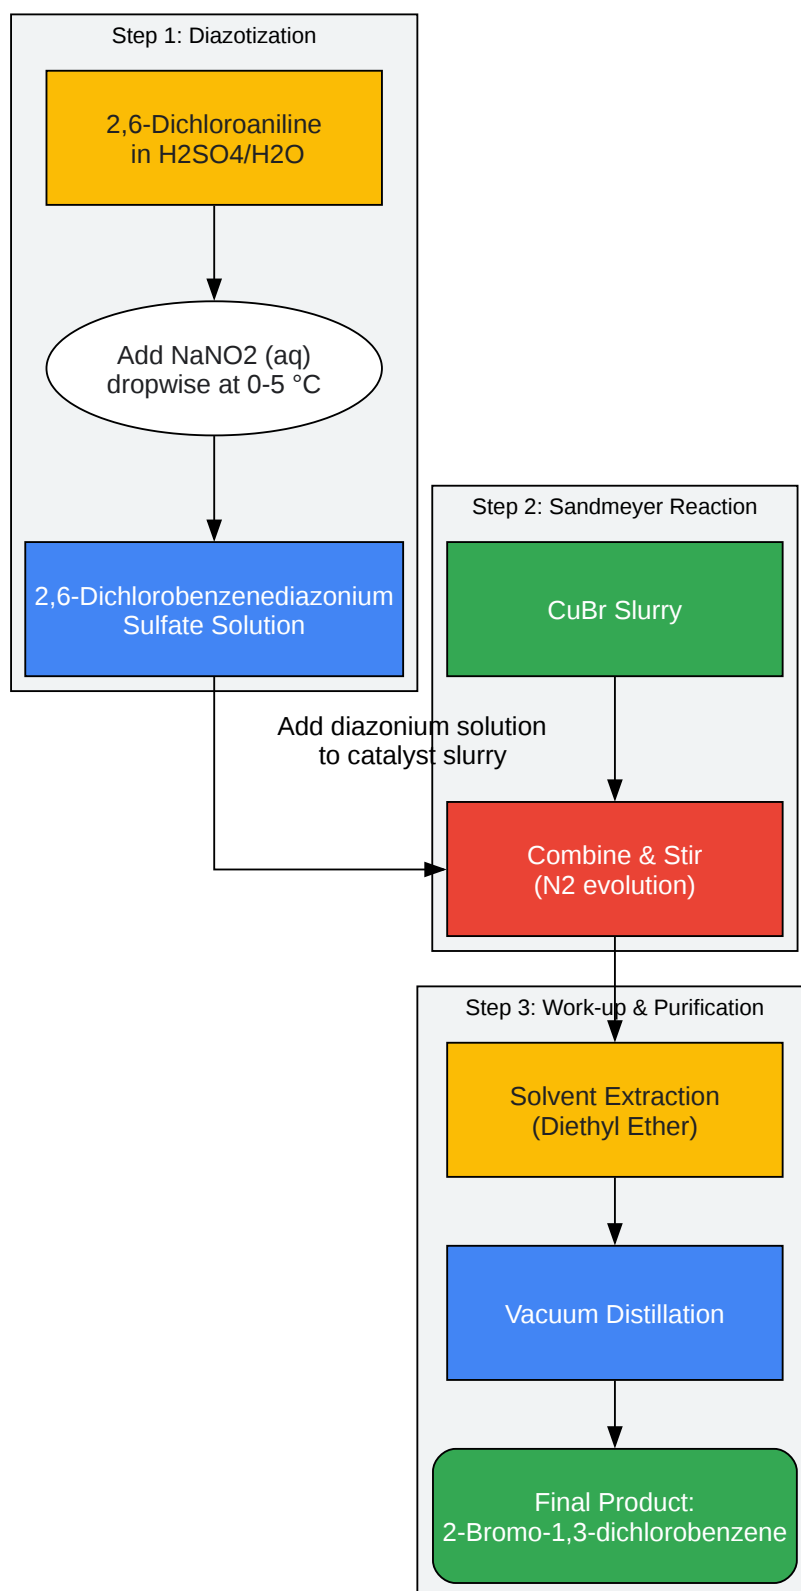 Step 1: Diazotization
2,6-Dichloroaniline
in H2SO4/H2O
Add NaNO2 (aq)
dropwise at 0-5 °C
2,6-Dichlorobenzenediazonium
Sulfate Solution
Step 2: Sandmeyer Reaction
CuBr Slurry
Add diazonium solution
to catalyst slurry
Combine & Stir
(N2 evolution)
Step 3: Work-up & Purification
Solvent Extraction
(Diethyl Ether)
Vacuum Distillation
Final Product:
2-Bromo-1,3-dichlorobenzene